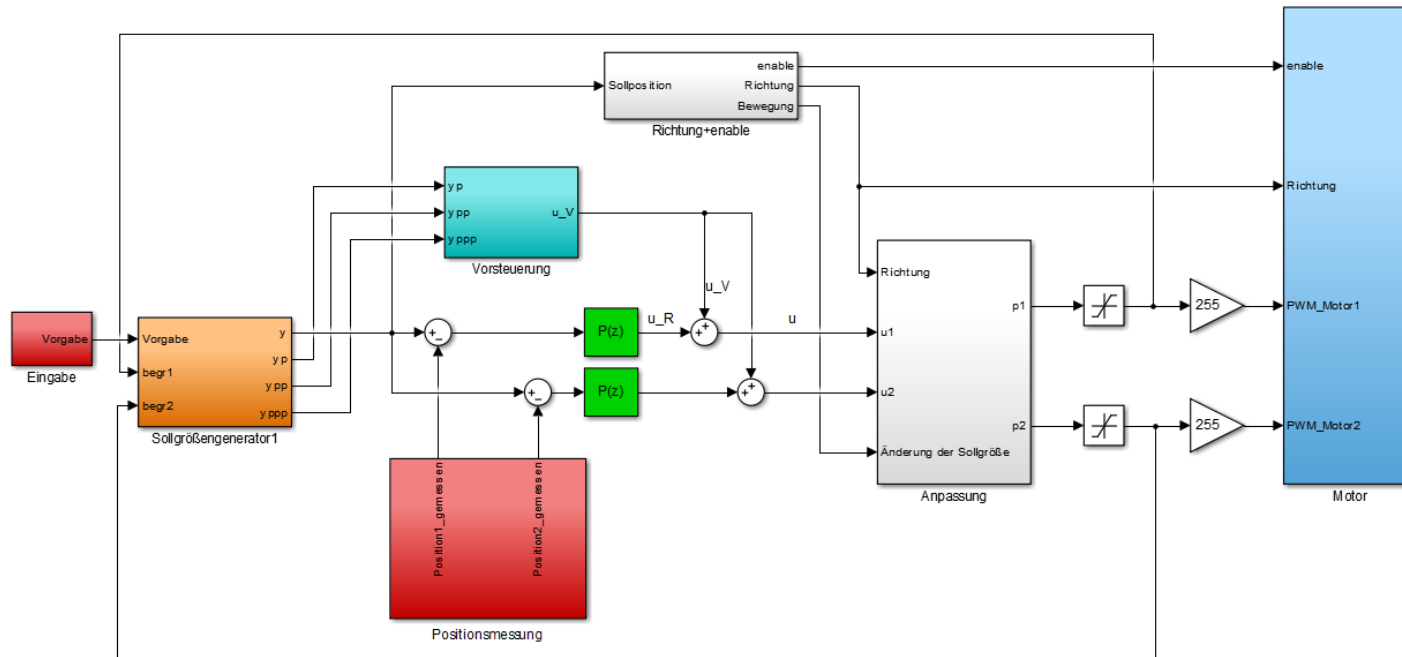 enable
Sollposition
Richtung
Bewegung
Richtung+enable
enable
Richtung
PWM_Motor1
PWM_Motor2
Motor
y p
y pp
y ppp
u_V
Vorsteuerung
u_V
Vorgabe
Eingabe
Vorgabe
begr1
begr2
y
y p
y pp
y ppp
Sollgrößengenerator1
P(z)
u_R
u
P(z)
Richtung
u1
u2
Änderung der Sollgröße
p1
p2
Anpassung
255
255
Position1_gemessen
Position2_gemessen
Positionsmessung